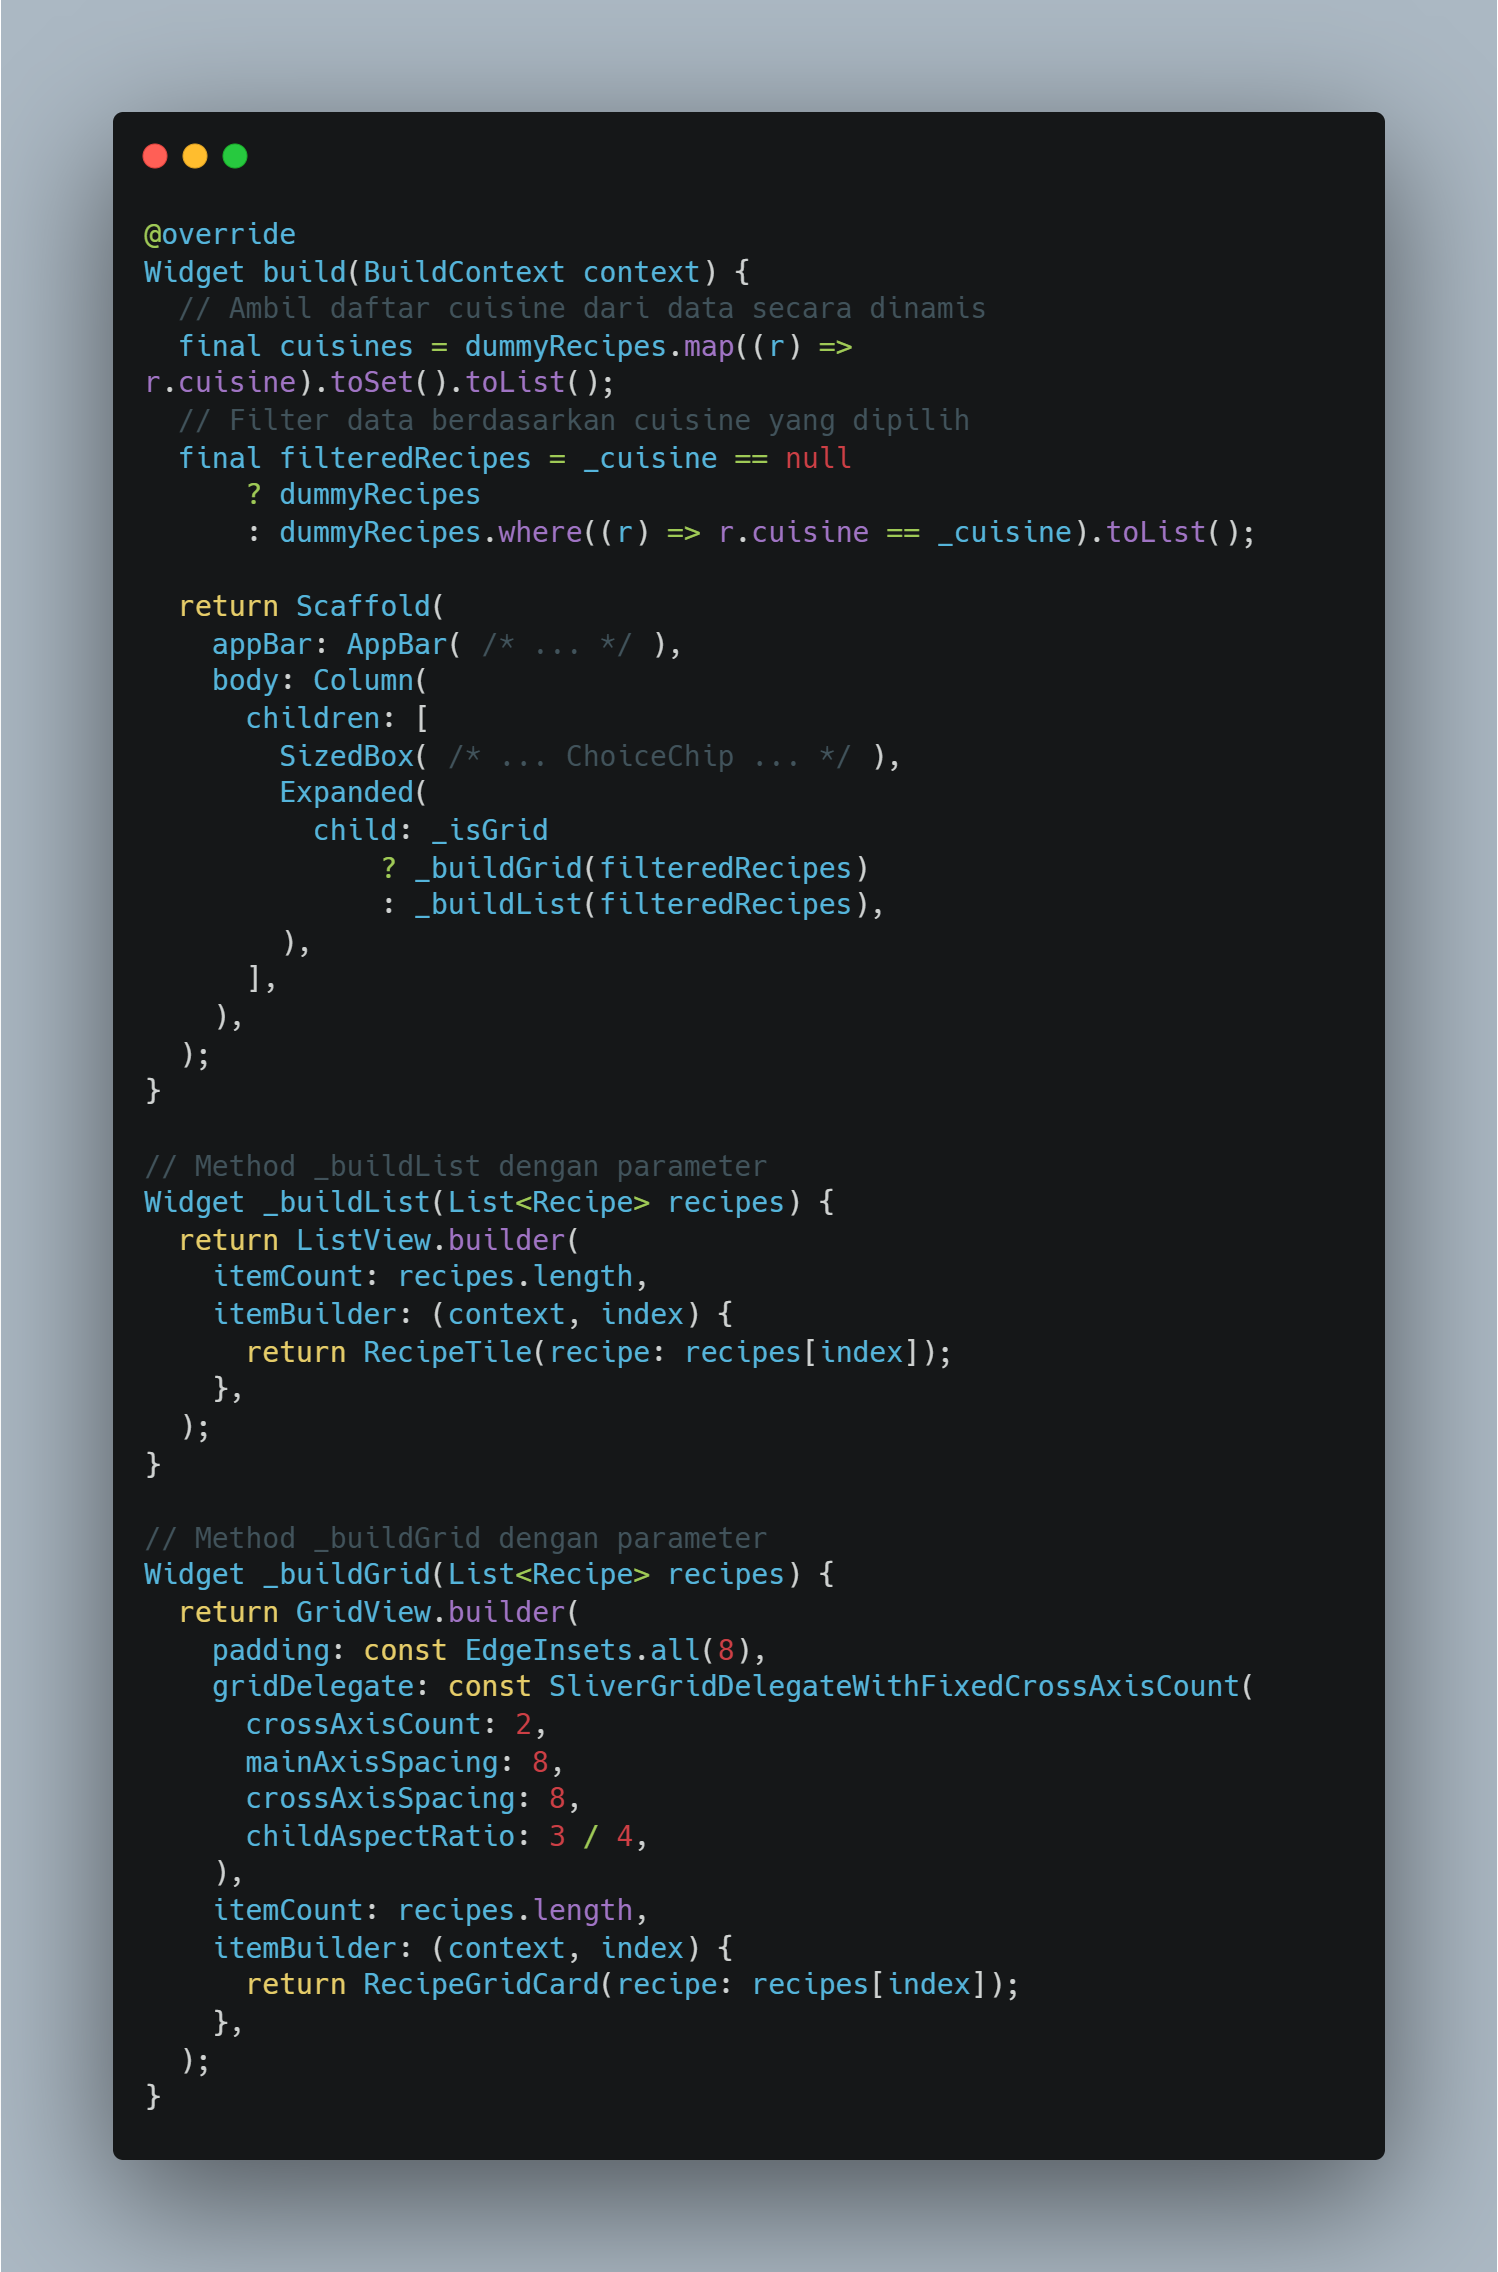 @override
Widget build(BuildContext context) {
  // Ambil daftar cuisine dari data secara dinamis
  final cuisines = dummyRecipes.map((r) =>
r.cuisine).toSet().toList();
  // Filter data berdasarkan cuisine yang dipilih
  final filteredRecipes = _cuisine == null
      ? dummyRecipes
      : dummyRecipes.where((r) => r.cuisine == _cuisine).toList();

  return Scaffold(
    appBar: AppBar( /* ... */ ),
    body: Column(
      children: [
        SizedBox( /* ... ChoiceChip ... */ ),
        Expanded(
          child: _isGrid
              ? _buildGrid(filteredRecipes)
              : _buildList(filteredRecipes),
        ),
      ],
    ),
  );
}

// Method _buildList dengan parameter
Widget _buildList(List<Recipe> recipes) {
  return ListView.builder(
    itemCount: recipes.length,
    itemBuilder: (context, index) {
      return RecipeTile(recipe: recipes[index]);
    },
  );
}

// Method _buildGrid dengan parameter
Widget _buildGrid(List<Recipe> recipes) {
  return GridView.builder(
    padding: const EdgeInsets.all(8),
    gridDelegate: const SliverGridDelegateWithFixedCrossAxisCount(
      crossAxisCount: 2,
      mainAxisSpacing: 8,
      crossAxisSpacing: 8,
      childAspectRatio: 3 / 4,
    ),
    itemCount: recipes.length,
    itemBuilder: (context, index) {
      return RecipeGridCard(recipe: recipes[index]);
    },
  );
}